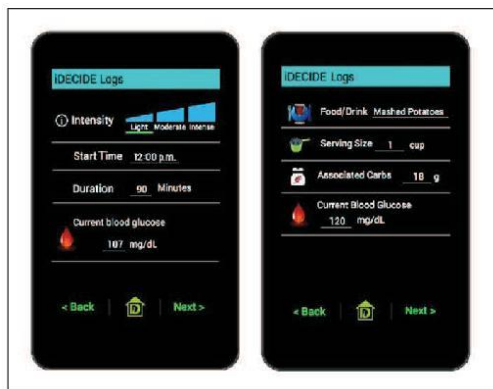 iDECIDE Logs
Intensity
Light Moderate Intense
Start Time 12:00 p.m.
Duration 90 Minutes
Current blood glucose
107 mg/dL
< Back Next >
iDECIDE Logs
Food/Drink Mashed Potatoes
Serving Size 1 cup
Associated Carbs 18 g
Current Blood Glucose
120 mg/dL
< Back Next >